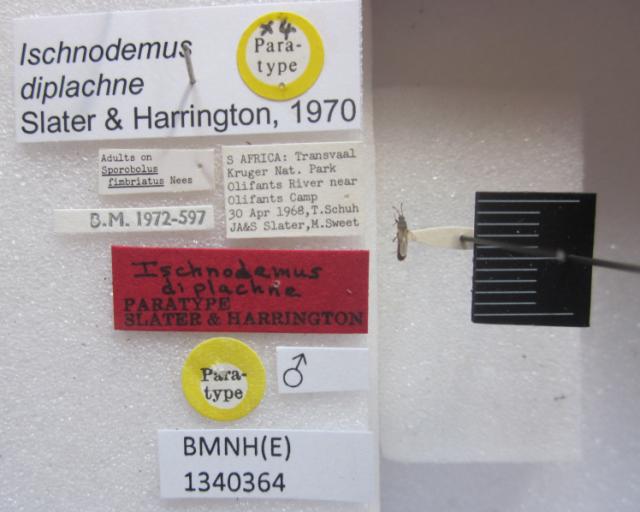 Ischnodemus
diplachne
Slater & Harrington, 1970
x4
Para-
type
Adults on
Sporobolus
fimbriatus Nees
B.M. 1972-597
S AFRICA: Transvaal
Kruger Nat. Park
Olifants River near
Olifants Camp
30 Apr 1968,T.Schuh
JA&S Slater,M.Sweet
Ischnodemus
diplachne
PARATYPE
SLATER & HARRINGTON
Para-
type
♂
BMNH(E)
1340364